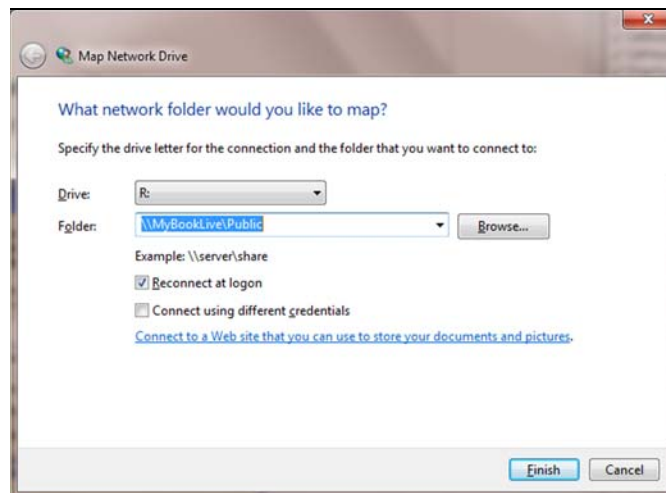 Map Network Drive
What network folder would you like to map?
Specify the drive letter for the connection and the folder that you want to connect to:
Drive: R:
Folder: \\MyBookLive\Public Browse...
Example: \\server\share
Reconnect at logon
Connect using different credentials
Connect to a Web site that you can use to store your documents and pictures.
Finish Cancel